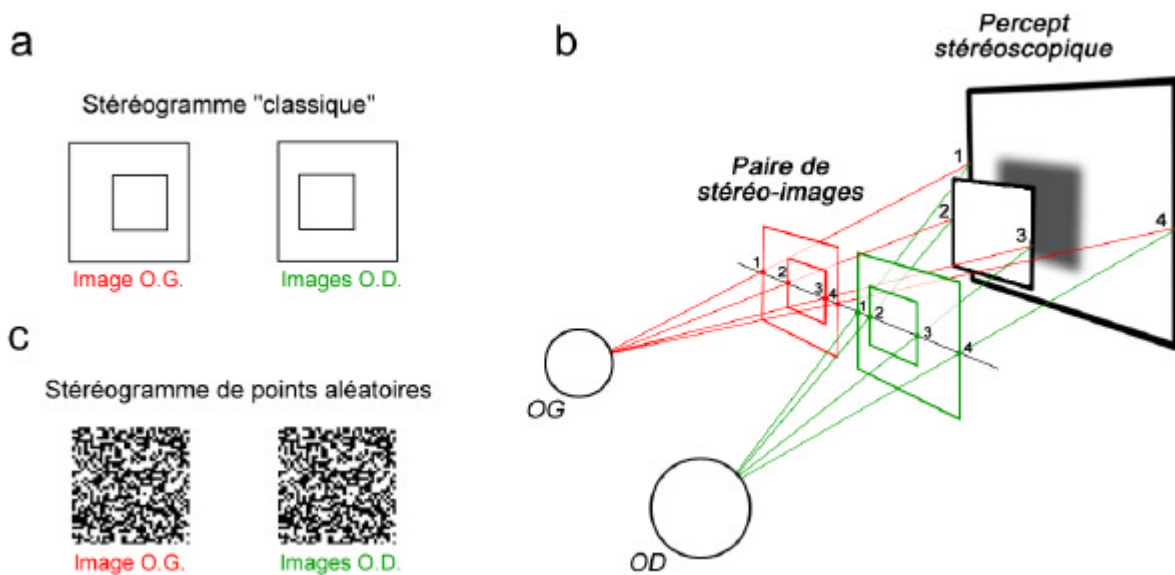 a
Stéréogramme "classique"
Image O.G.
Images O.D.
b
Percept
stéréoscopique
Paire de
stéréo-images
1
2
3
4
1
2
3
4
1
2
3
4
OG
OD
c
Stéréogramme de points aléatoires
Image O.G.
Images O.D.